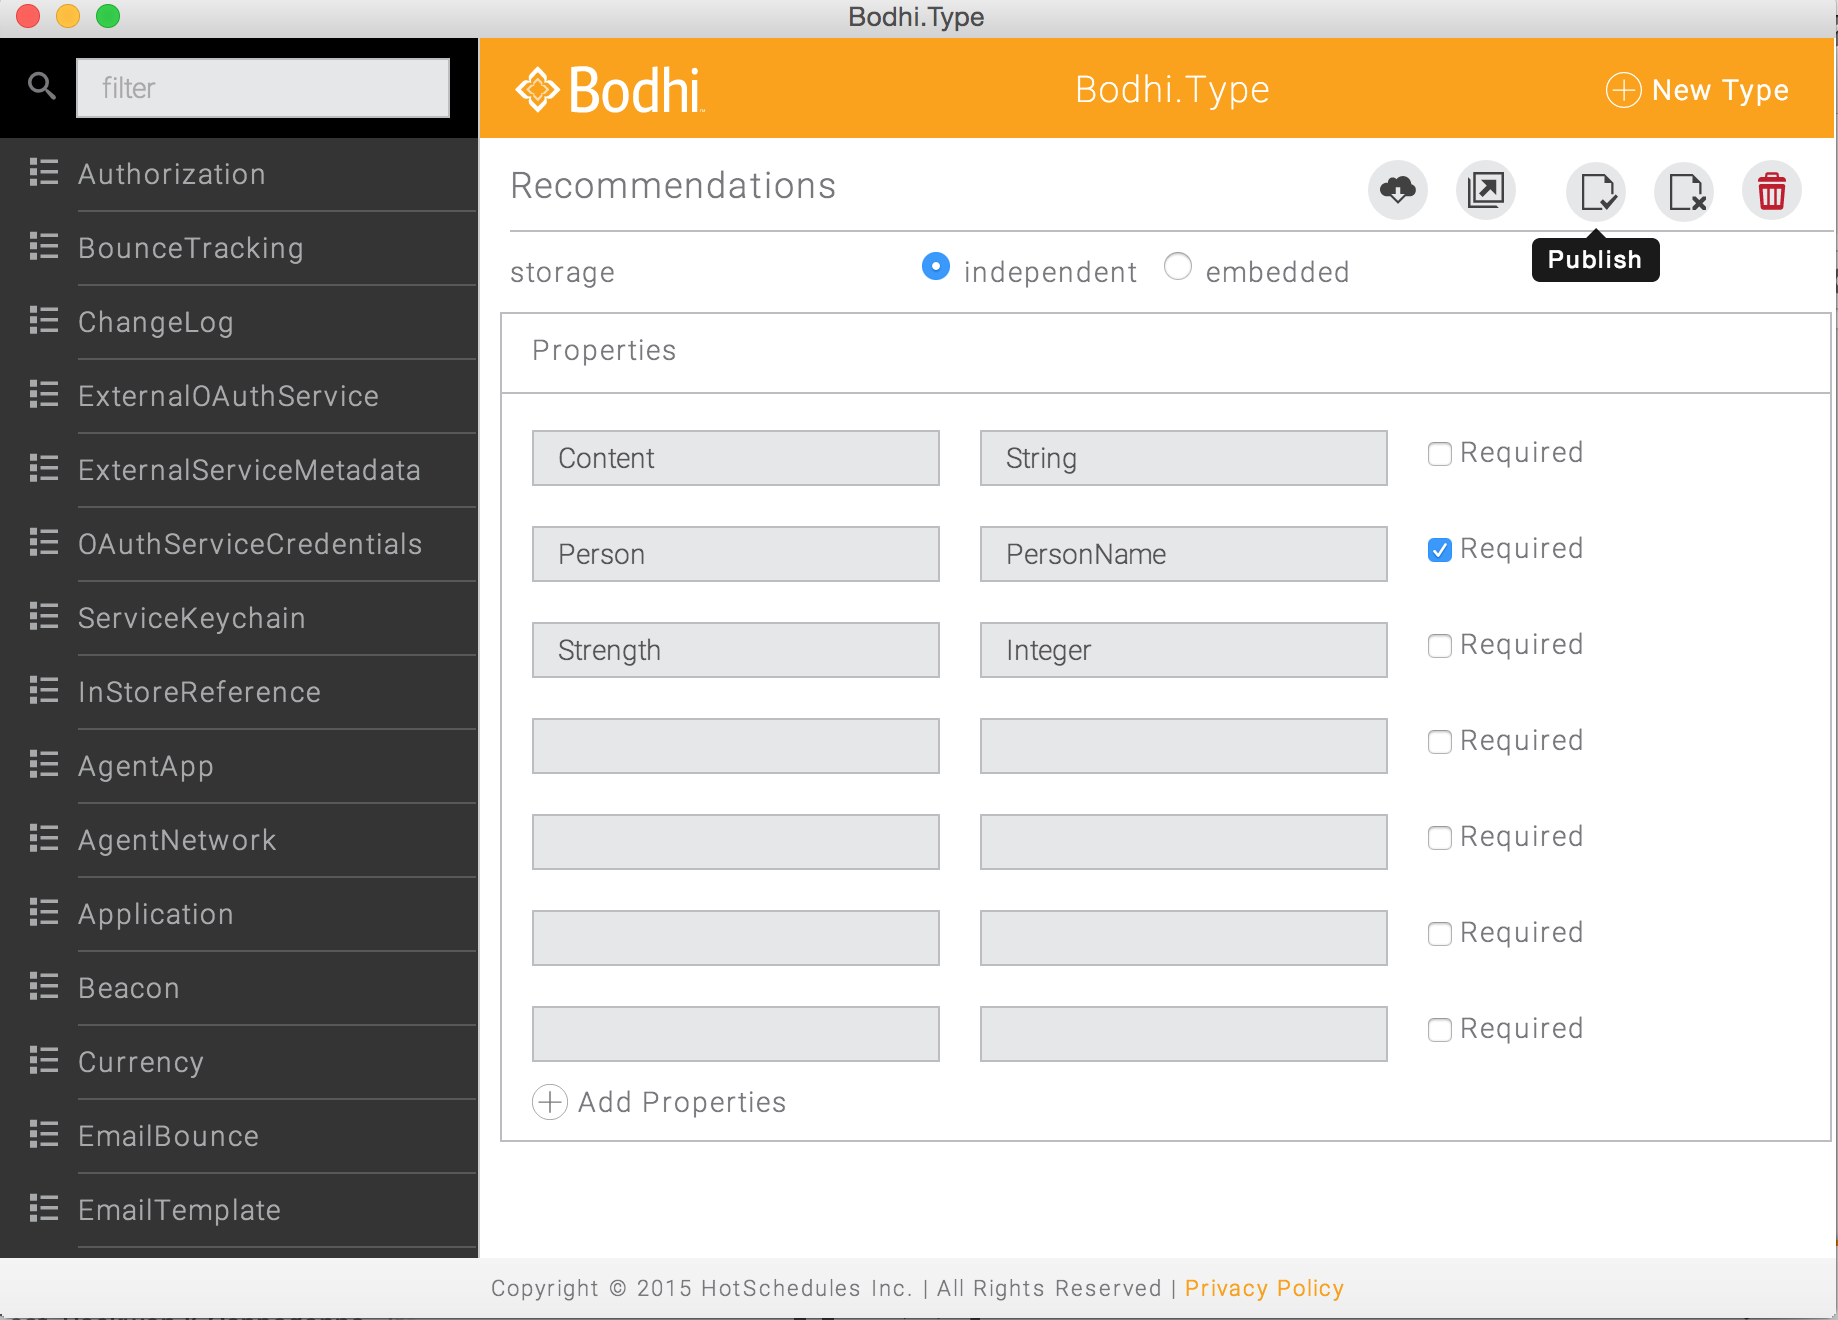 Bodhi.Type
filter
Bodhi™
Bodhi.Type
New Type
Authorization
BounceTracking
ChangeLog
ExternalOAuthService
ExternalServiceMetadata
OAuthServiceCredentials
ServiceKeychain
InStoreReference
AgentApp
AgentNetwork
Application
Beacon
Currency
EmailBounce
EmailTemplate
Recommendations
Publish
storage independent embedded
Properties
Content String Required
Person PersonName Required
Strength Integer Required
Required
Required
Required
Required
Add Properties
Copyright © 2015 HotSchedules Inc. | All Rights Reserved | Privacy Policy